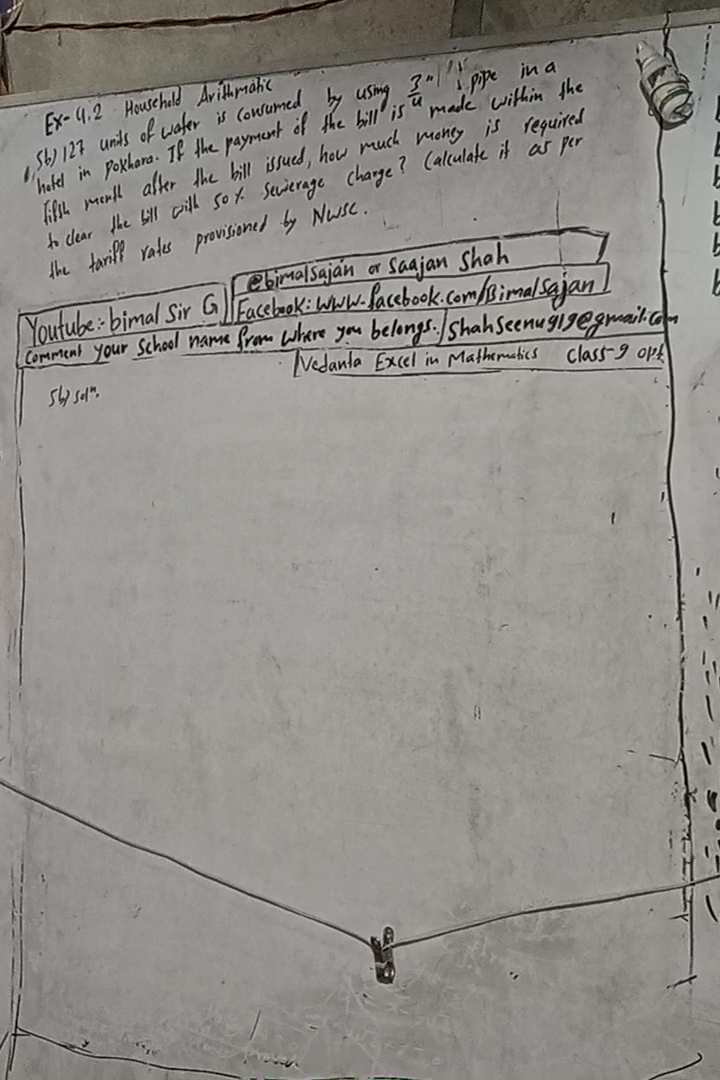 Ex- 4.2 Household Arithmatic
5b) 127 units of water is consumed by using 3/4" pipe in a
hotel in pokhara. If the payment of the bill is made within the
fifth month after the bill issued, how much money is required
to clear the bill with 50% Sewierage charge? Calculate it as per
the tariff rates provisioned by NWSC.
@bimalsajan or Saajan Shah
Youtube:- bimal Sir G
Facebook: www.facebook.com/Bimalsajan
Comment your School name from where you belongs. Shahseenu919@gmail.com
Vedanta Excel in Mathematics Class-9 opt
5b) solⁿ.